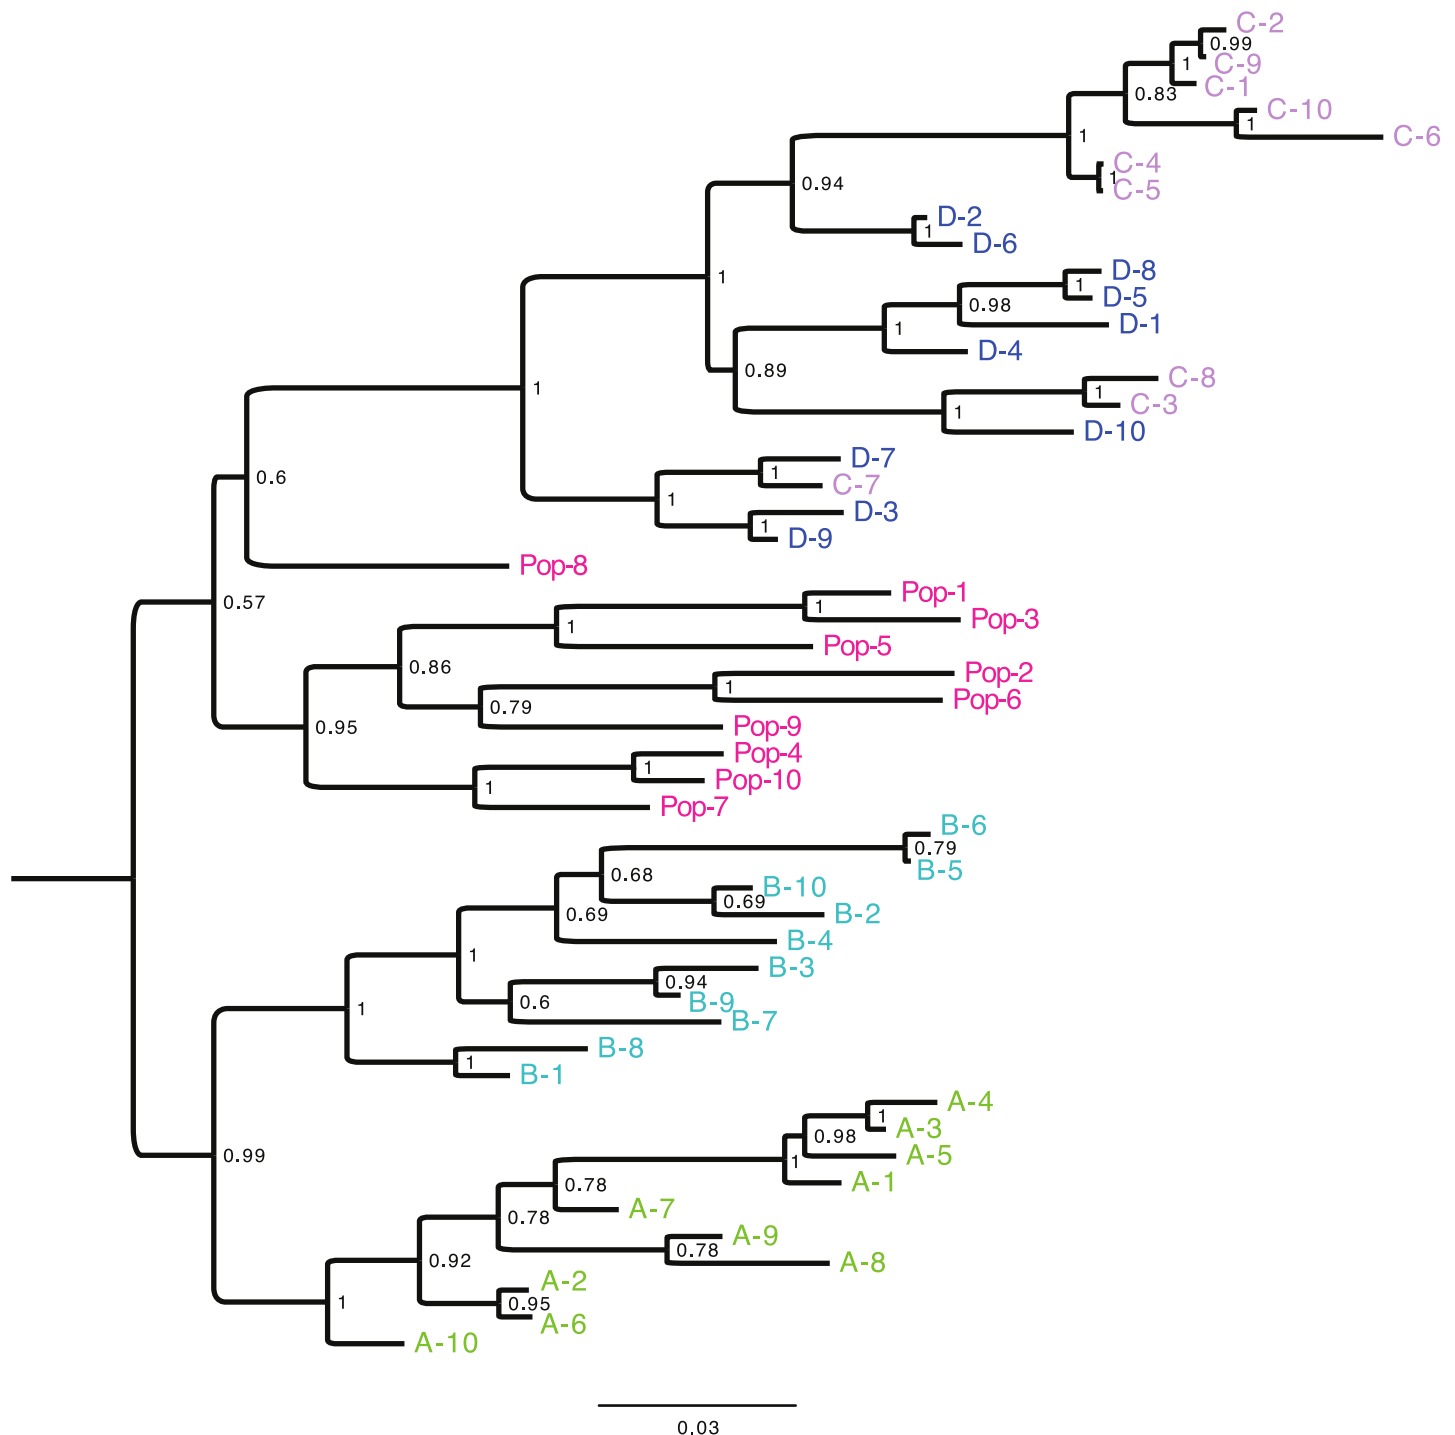 C-2
0.99
C-9
1
C-1
0.83
C-10
1
C-6
1
C-4
1
C-5
0.94
D-2
1
D-6
1
D-8
1
D-5
0.98
D-1
1
D-4
0.89
C-8
1
C-3
1
D-10
1
D-7
1
C-7
1
D-3
1
D-9
0.6
Pop-8
0.57
Pop-1
1
Pop-3
1
Pop-5
0.86
Pop-2
1
Pop-6
0.79
Pop-9
0.95
Pop-4
1
Pop-10
1
Pop-7
B-6
0.79
B-5
0.68
B-10
0.69
B-2
0.69
B-4
1
B-3
0.94
B-9
0.6
B-7
1
B-8
1
B-1
A-4
1
A-3
0.98
A-5
1
A-1
0.99
0.78
A-7
0.78
A-9
0.78
A-8
0.92
A-2
0.95
A-6
1
A-10
0.03